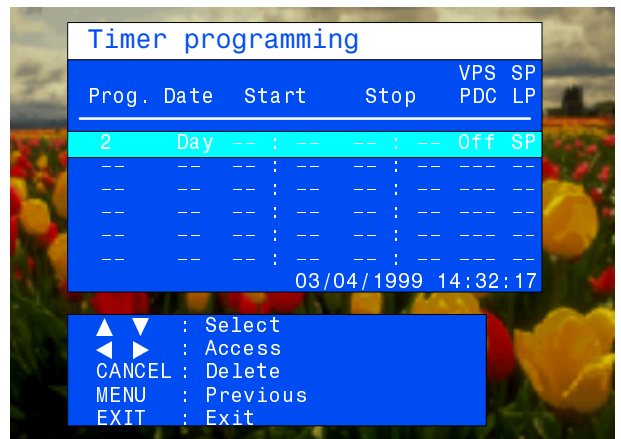 Timer programming
VPS SP
Prog. Date Start Stop PDC LP
2 Day -- : -- -- : -- Off SP
-- -- -- : -- -- : -- --- --
-- -- -- : -- -- : -- --- --
-- -- -- : -- -- : -- --- --
-- -- -- : -- -- : -- --- --
-- -- -- : -- -- : -- --- --
03/04/1999 14:32:17
▲ ▼ : Select
◀ ▶ : Access
CANCEL : Delete
MENU : Previous
EXIT : Exit